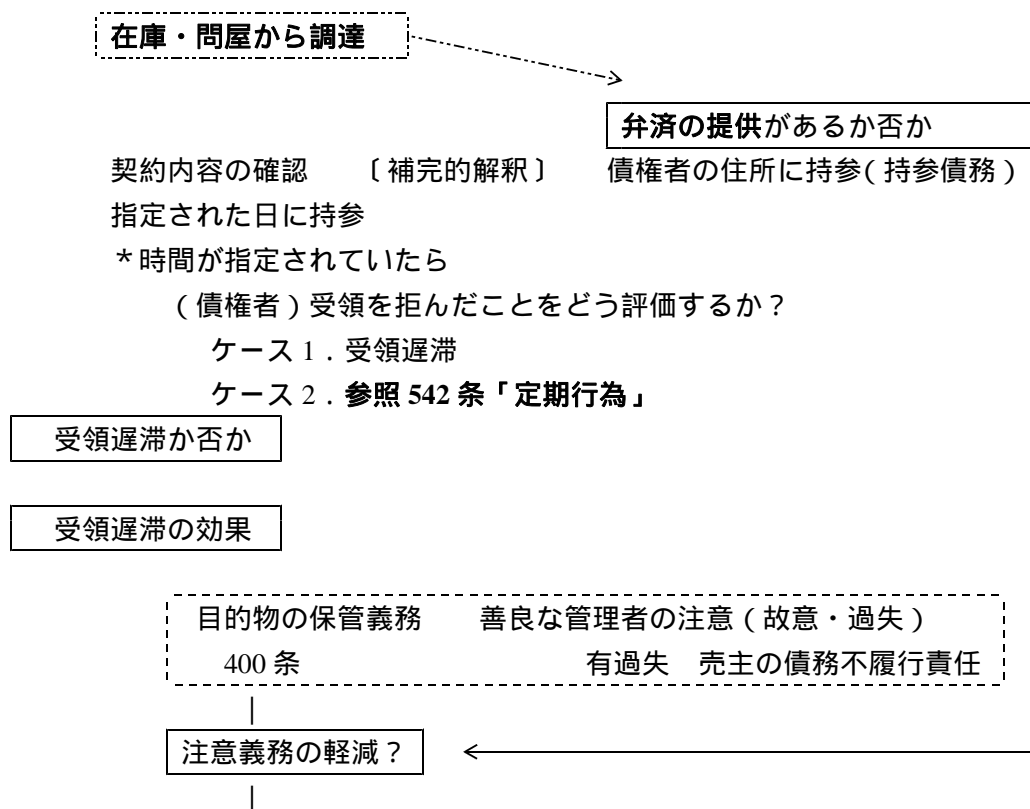 在庫・問屋から調達
弁済の提供があるか否か
契約内容の確認 〔補完的解釈〕 債権者の住所に持参(持参債務)
指定された日に持参
*時間が指定されていたら
(債権者)受領を拒んだことをどう評価するか?
ケース1.受領遅滞
ケース2.参照542条「定期行為」
受領遅滞か否か
受領遅滞の効果
目的物の保管義務 善良な管理者の注意(故意・過失)
400条 有過失 売主の債務不履行責任
注意義務の軽減?